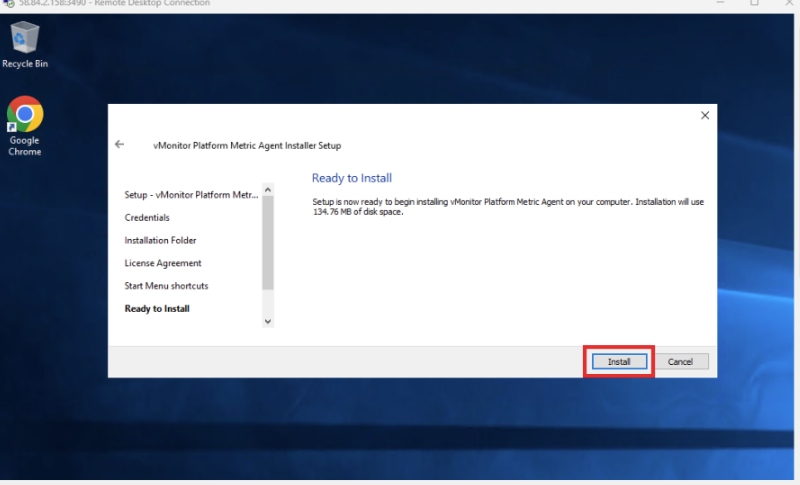 58.84.2.158:3490 - Remote Desktop Connection
Recycle Bin
Google
Chrome
vMonitor Platform Metric Agent Installer Setup
Setup - vMonitor Platform Metr...
Credentials
Installation Folder
License Agreement
Start Menu shortcuts
Ready to Install
Ready to Install
Setup is now ready to begin installing vMonitor Platform Metric Agent on your computer. Installation will use
134.76 MB of disk space.
Install
Cancel